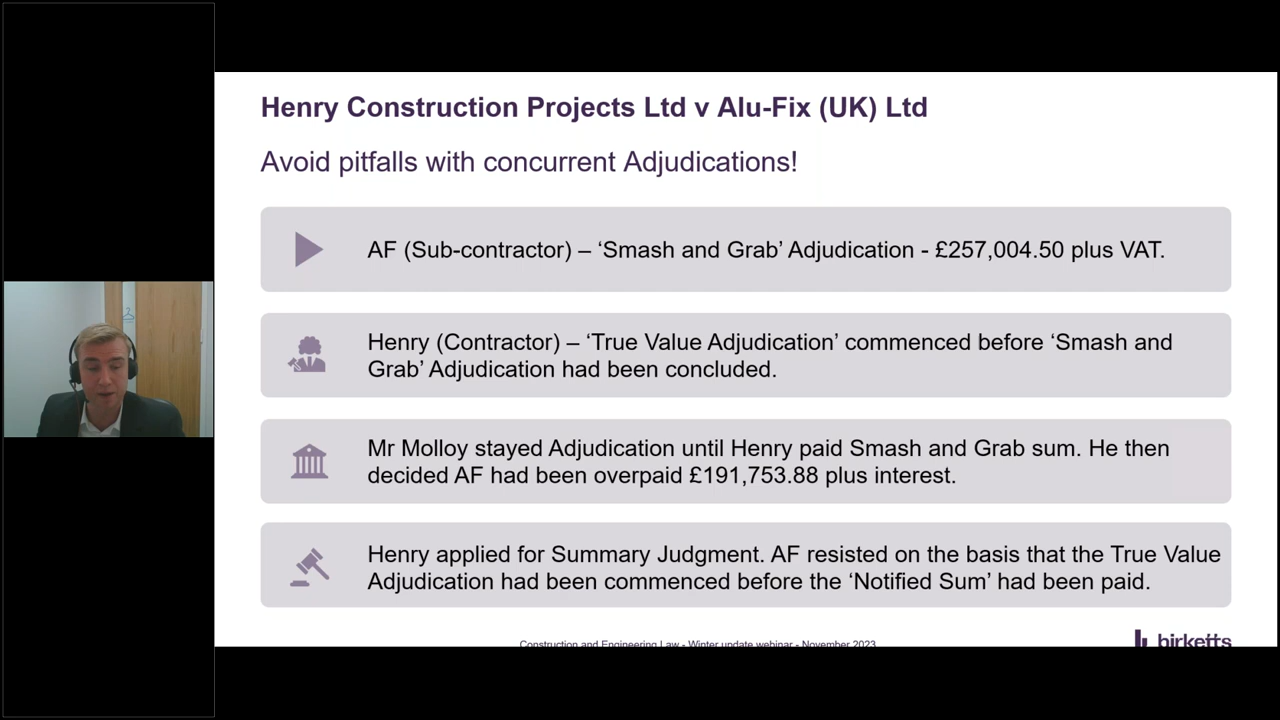 Henry Construction Projects Ltd v Alu-Fix (UK) Ltd
Avoid pitfalls with concurrent Adjudications!
AF (Sub-contractor) – ‘Smash and Grab’ Adjudication - £257,004.50 plus VAT.
Henry (Contractor) – ‘True Value Adjudication’ commenced before ‘Smash and
Grab’ Adjudication had been concluded.
Mr Molloy stayed Adjudication until Henry paid Smash and Grab sum. He then
decided AF had been overpaid £191,753.88 plus interest.
Henry applied for Summary Judgment. AF resisted on the basis that the True Value
Adjudication had been commenced before the ‘Notified Sum’ had been paid.
Construction and Engineering Law - Winter update webinar - November 2023
birketts